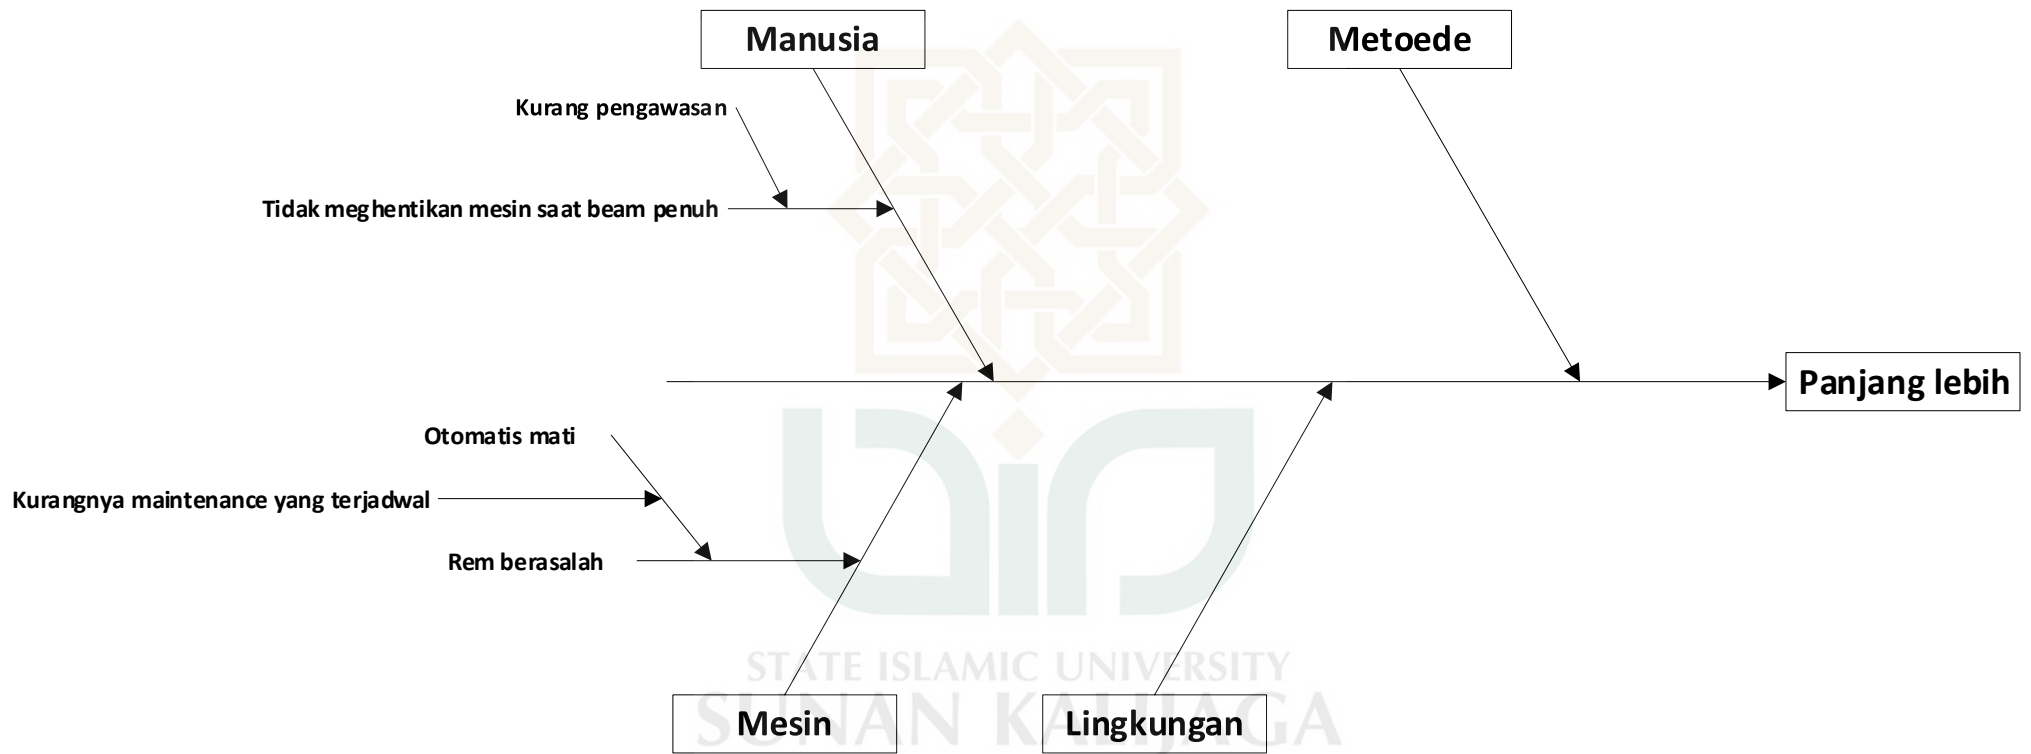 Manusia
Metoede
Kurang pengawasan
Tidak meghentikan mesin saat beam penuh
Panjang lebih
Otomatis mati
Kurangnya maintenance yang terjadwal
Rem berasalah
STATE ISLAMIC UNIVERSITY
SUNAN KALIJAGA
Mesin
Lingkungan